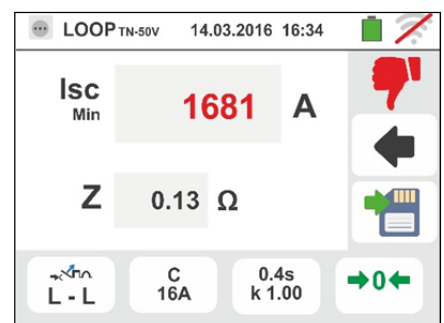 LOOP TN-50V 14.03.2016 16:34
Isc
Min
1681 A
Z 0.13 Ω
L - L
C
16A
0.4s
k 1.00
→0←